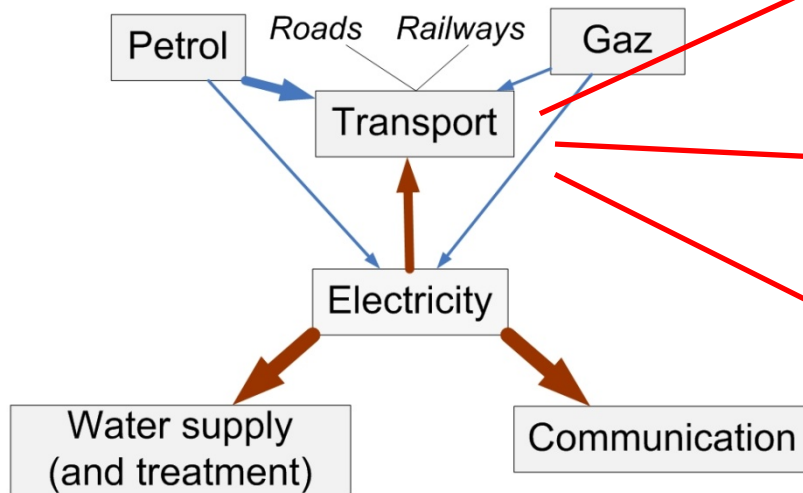 Petrol
Roads
Railways
Gaz
Transport
Electricity
Water supply
(and treatment)
Communication